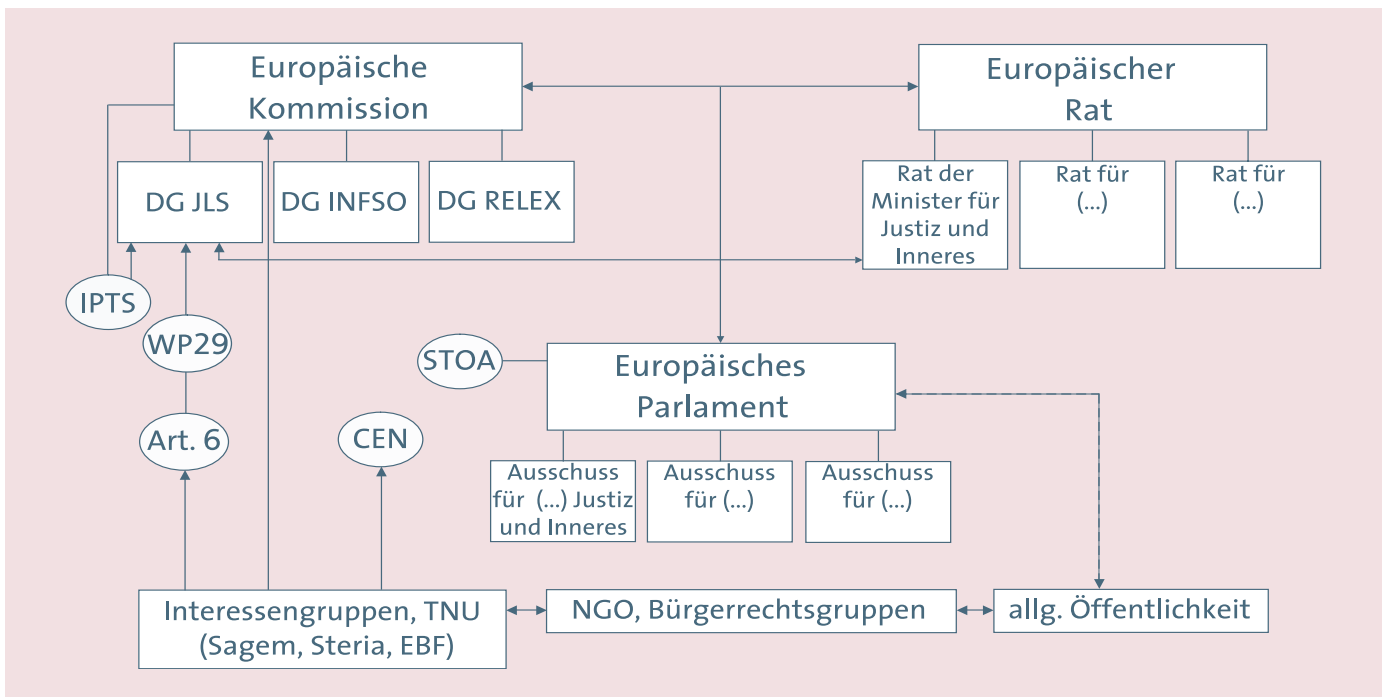 Europäische
Kommission
Europäischer
Rat
DG JLS
DG INFSO
DG RELEX
Rat der
Minister für
Justiz und
Inneres
Rat für
(...)
Rat für
(...)
IPTS
WP29
STOA
Europäisches
Parlament
Art. 6
CEN
Ausschuss
für (...) Justiz
und Inneres
Ausschuss
für (...)
Ausschuss
für (...)
Interessengruppen, TNU
(Sagem, Steria, EBF)
NGO, Bürgerrechtsgruppen
allg. Öffentlichkeit